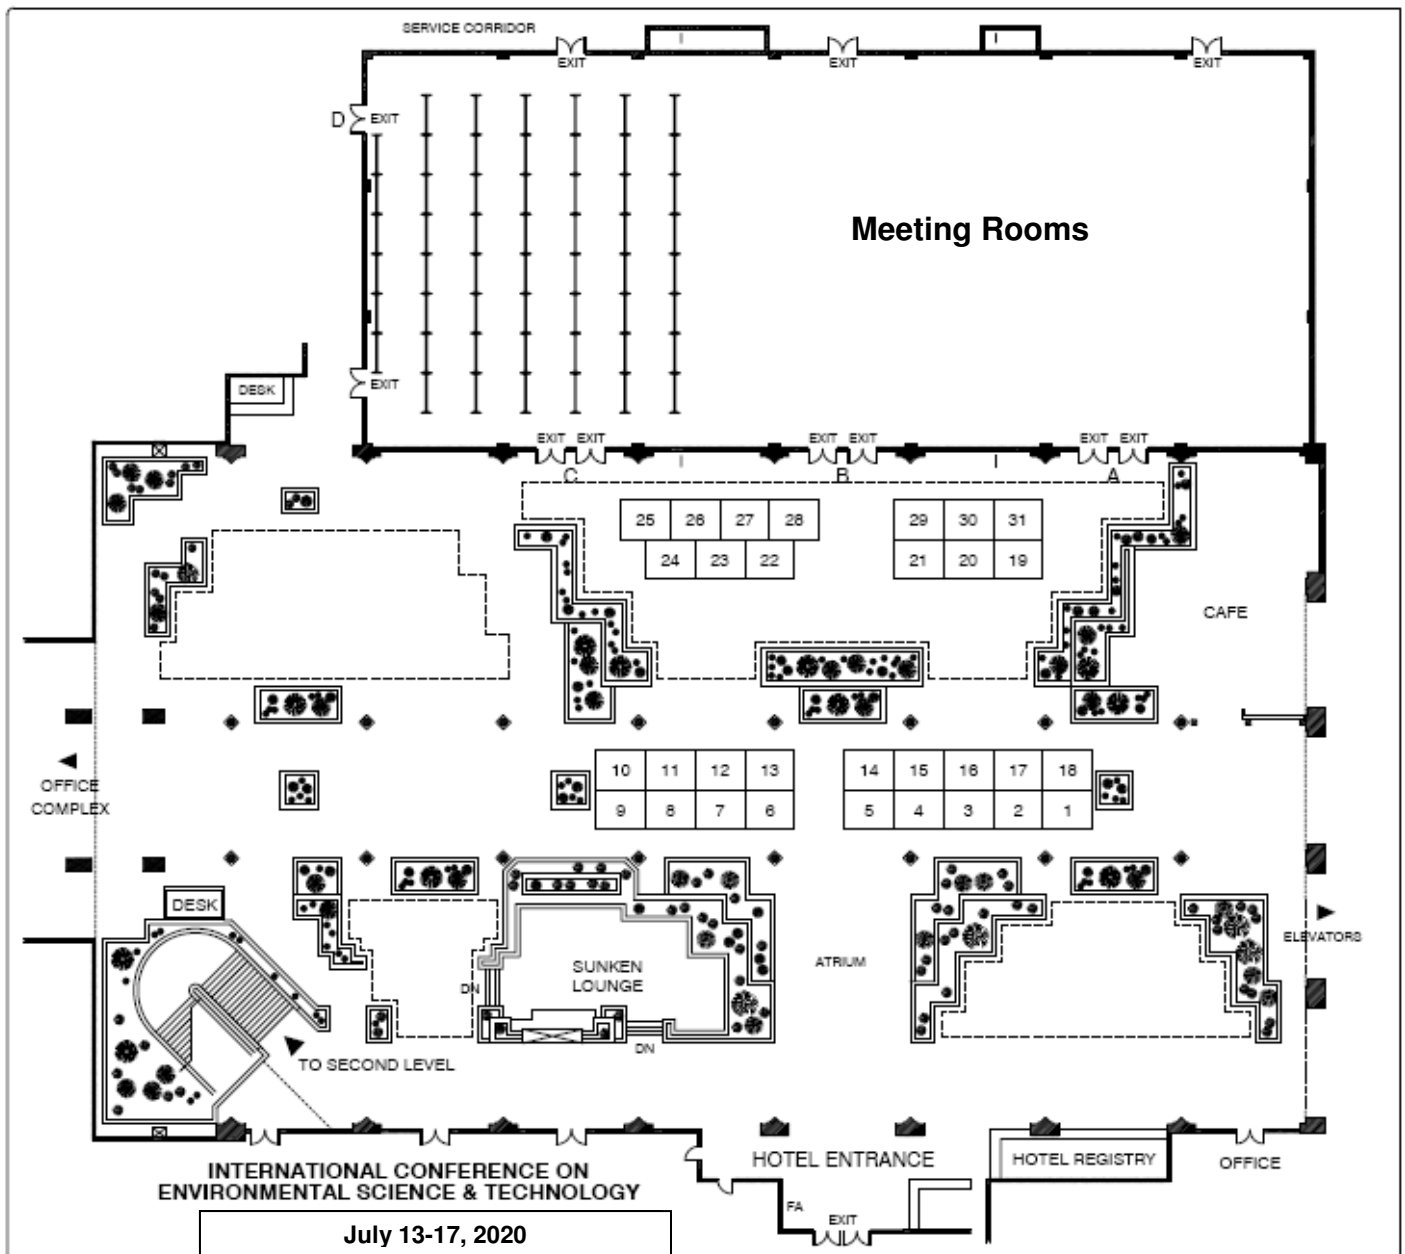 SERVICE CORRIDOR
EXIT
EXIT
EXIT
D
EXIT
Meeting Rooms
EXIT
DESK
EXIT EXIT
EXIT EXIT
EXIT EXIT
C
B
A
25 26 27 28
29 30 31
24 23 22
21 20 19
CAFE
OFFICE
COMPLEX
10 11 12 13
14 15 16 17 18
9 8 7 6
5 4 3 2 1
DESK
ELEVATORS
SUNKEN
LOUNGE
ATRIUM
DN
DN
TO SECOND LEVEL
HOTEL ENTRANCE
HOTEL REGISTRY
OFFICE
INTERNATIONAL CONFERENCE ON
ENVIRONMENTAL SCIENCE & TECHNOLOGY
FA
EXIT
July 13-17, 2020